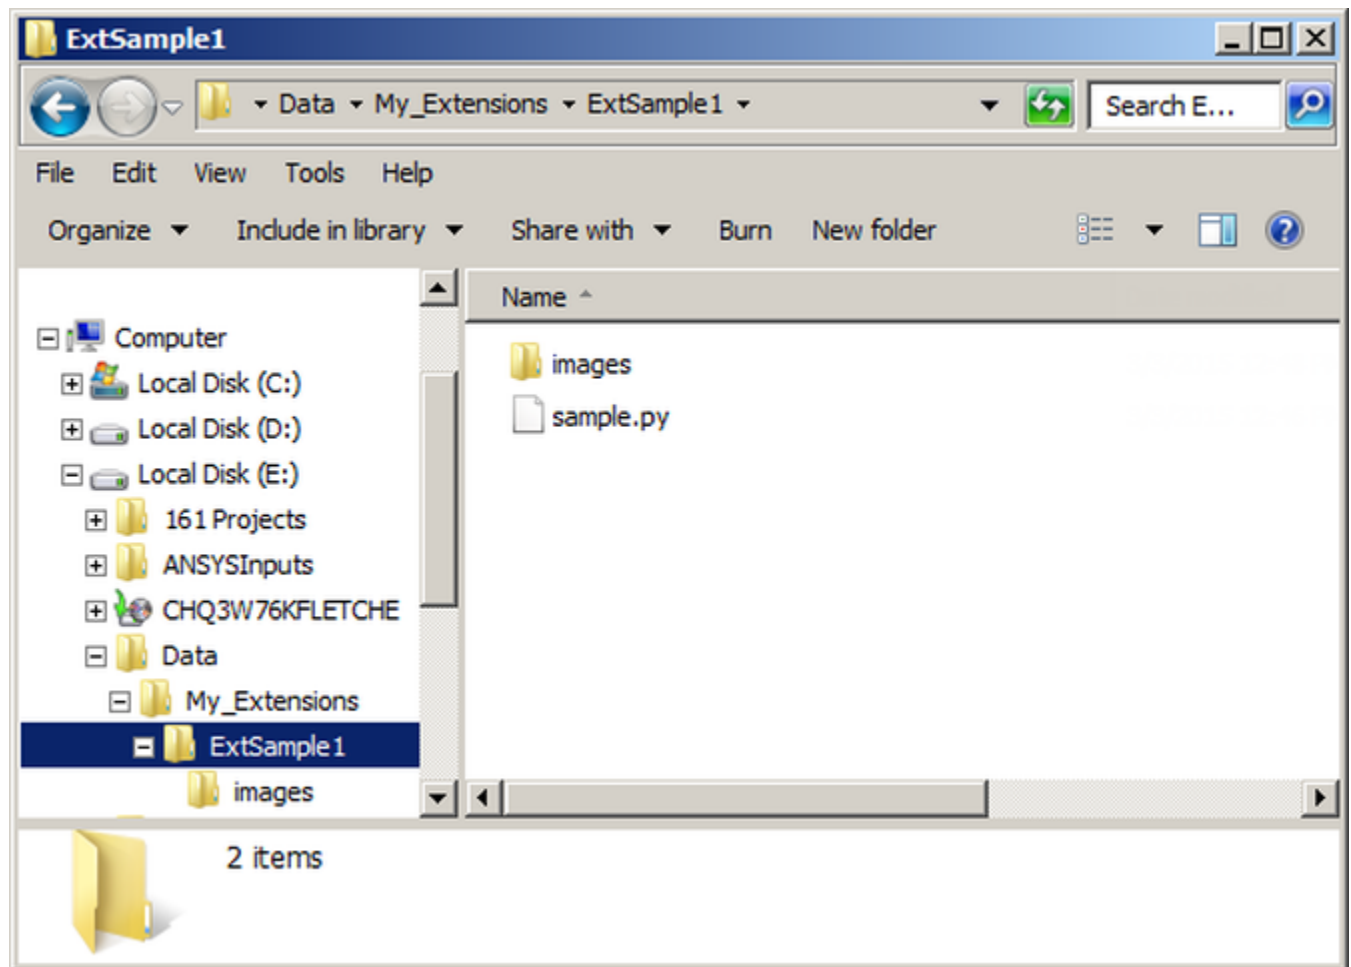 ExtSample1
Data My_Extensions ExtSample1 Search E...
File Edit View Tools Help
Organize Include in library Share with Burn New folder
Name
Computer
Local Disk (C:)
Local Disk (D:)
Local Disk (E:)
161 Projects
ANSYSInputs
CHQ3W76KFLETCHE
Data
My_Extensions
ExtSample1
images
images
sample.py
2 items